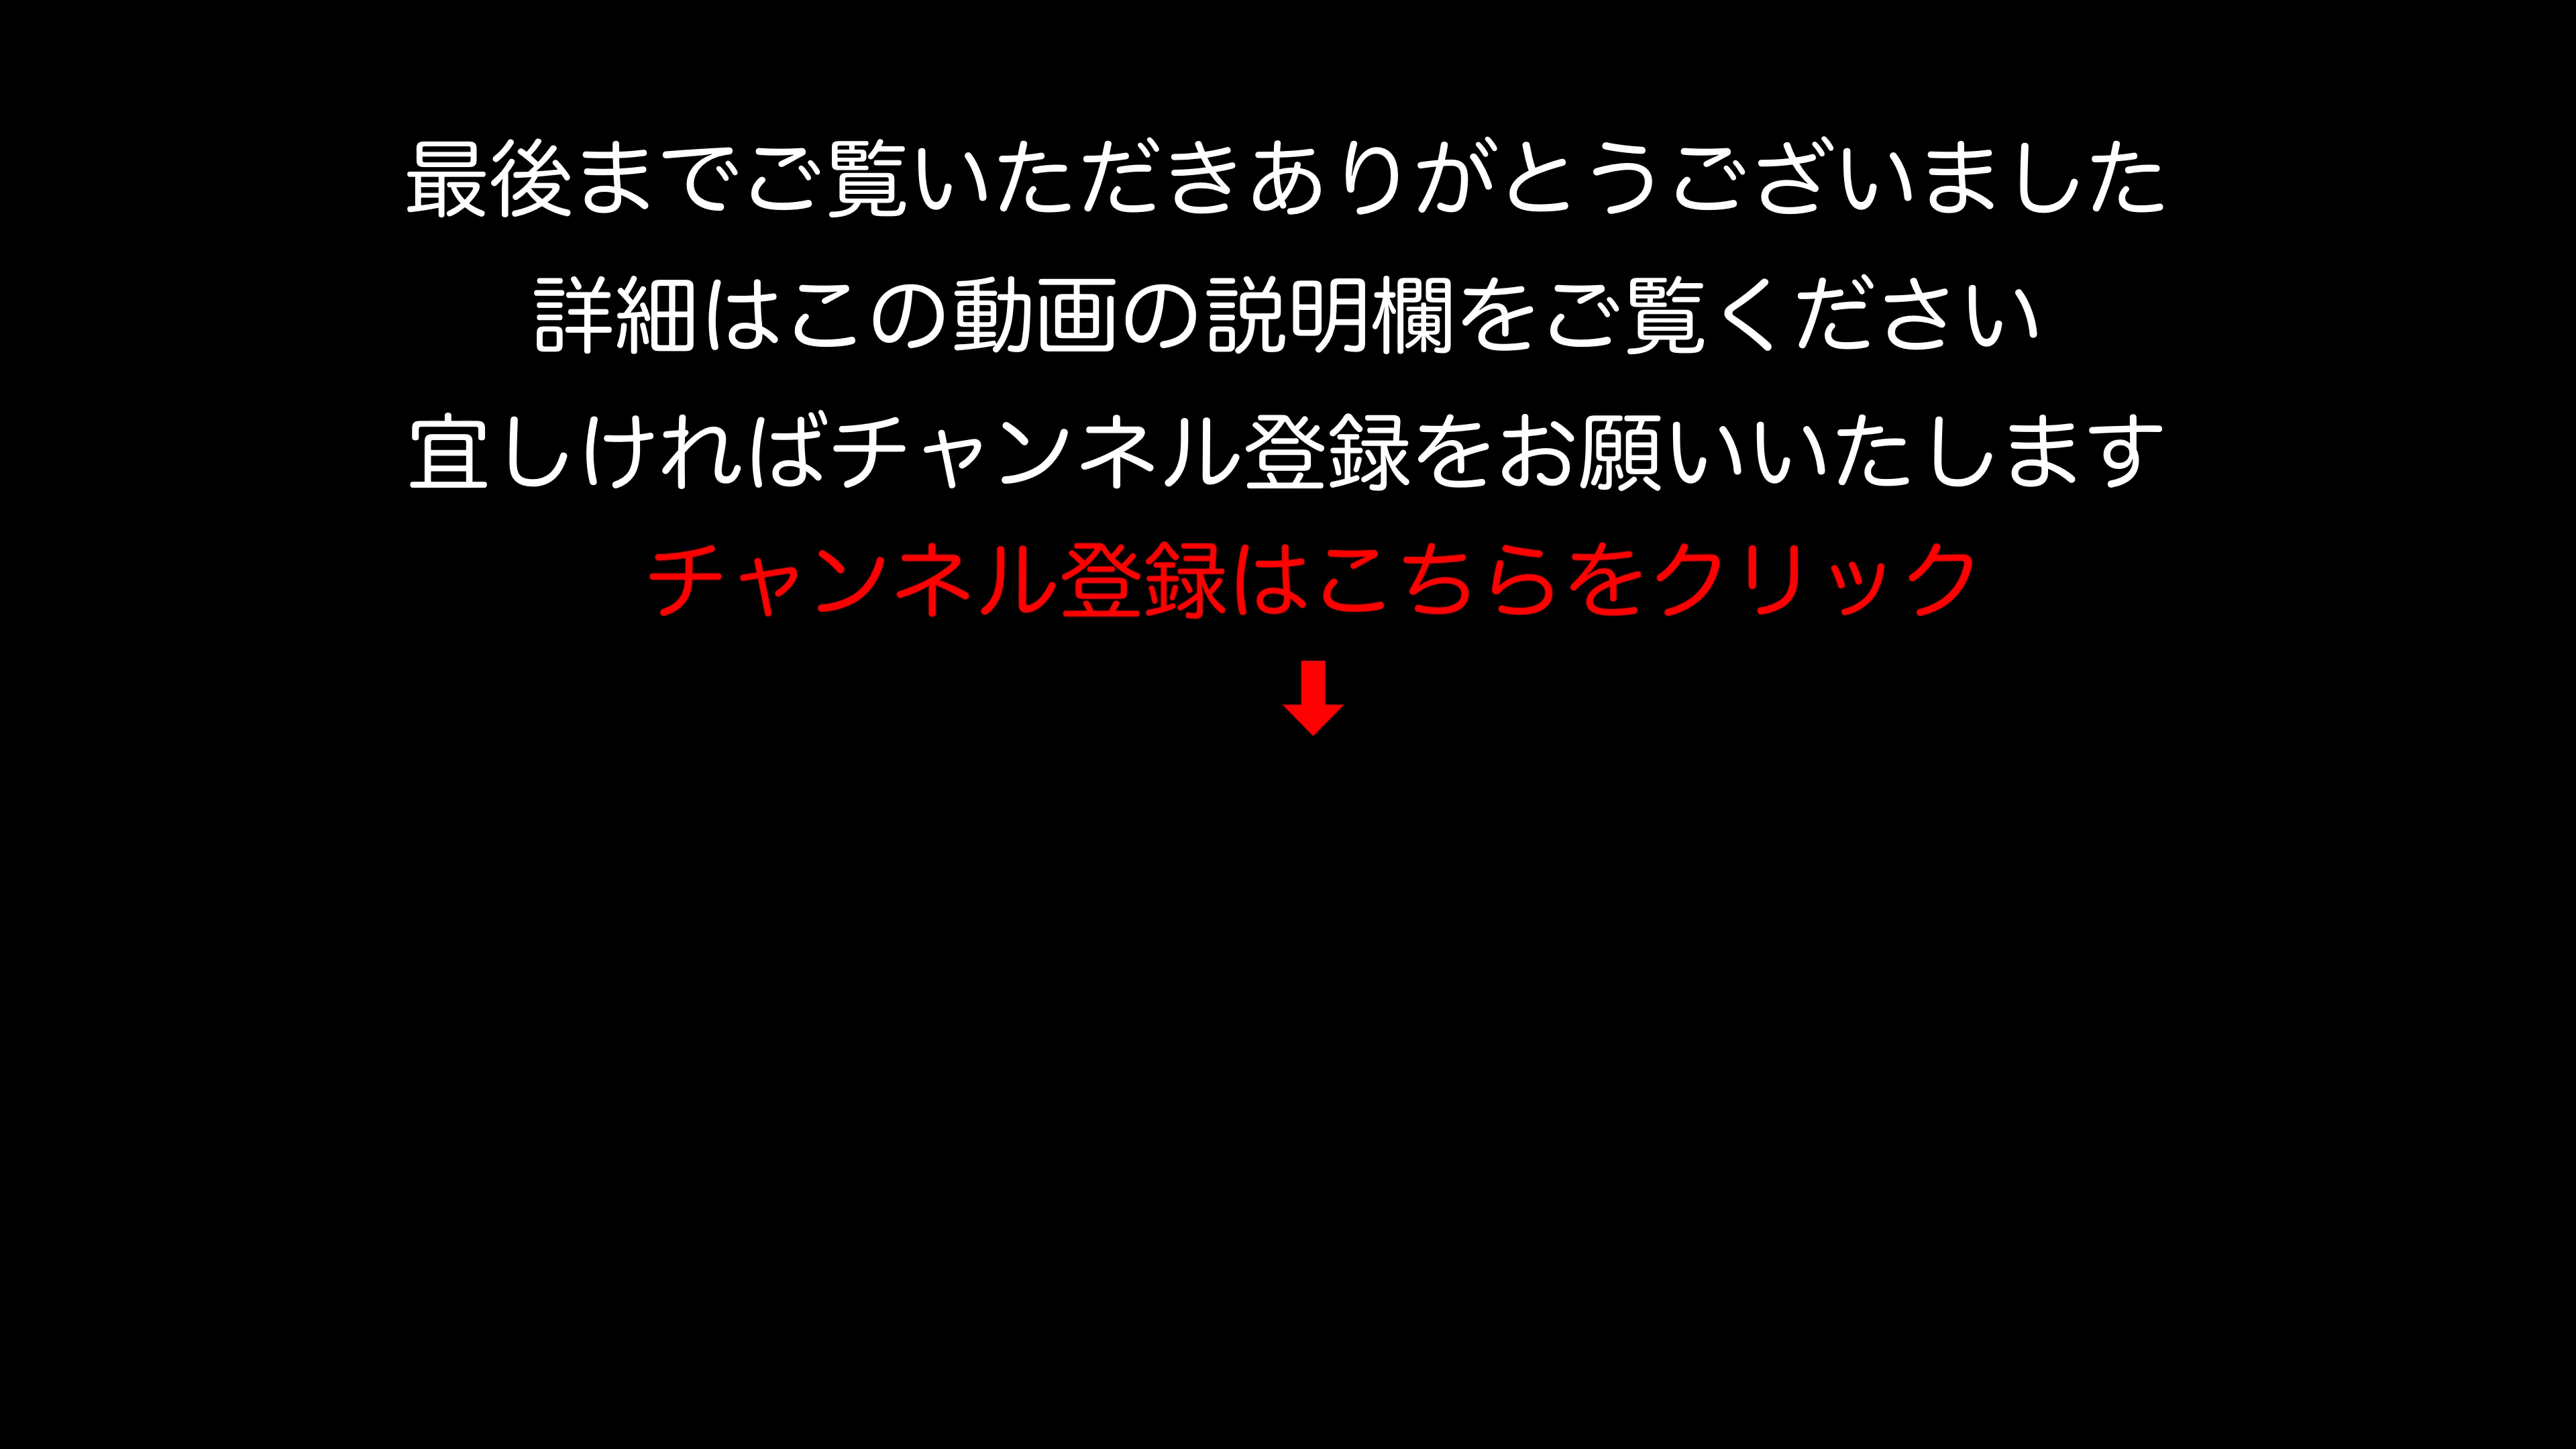 最後までご覧いただきありがとうございました
詳細はこの動画の説明欄をご覧ください
宜しければチャンネル登録をお願いいたします
チャンネル登録はこちらをクリック